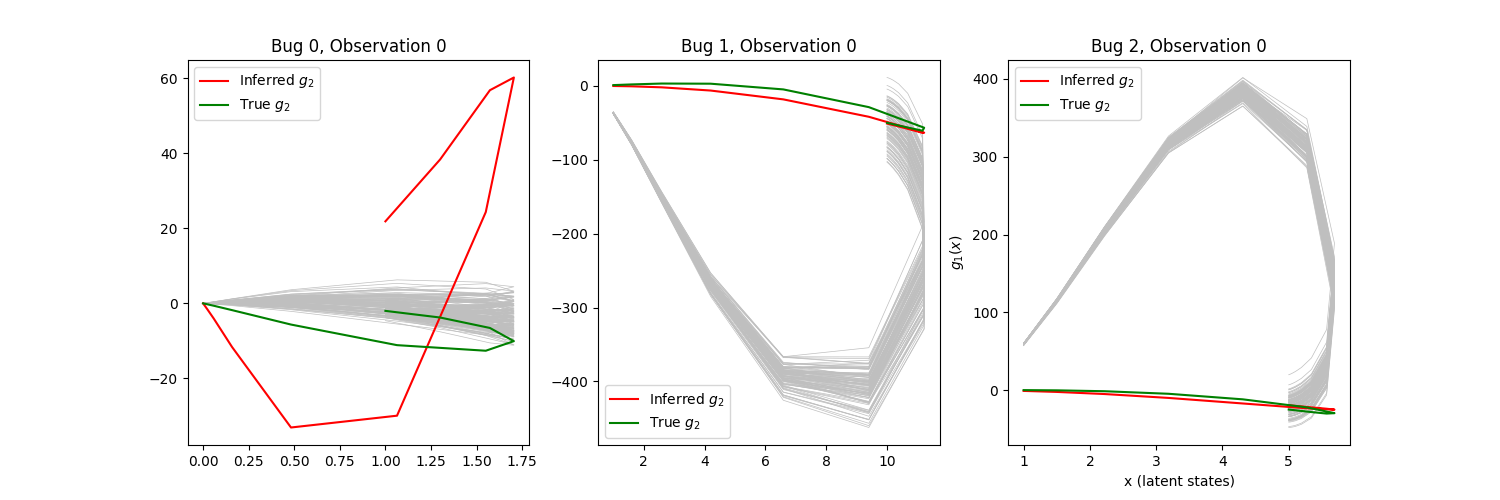 Bug 0, Observation 0
Inferred g₂
True g₂
60
40
20
0
−20
0.00 0.25 0.50 0.75 1.00 1.25 1.50 1.75
Bug 1, Observation 0
0
−100
−200
−300
−400
Inferred g₂
True g₂
2 4 6 8 10
Bug 2, Observation 0
Inferred g₂
True g₂
g₁(x)
400
300
200
100
0
1 2 3 4 5
x (latent states)